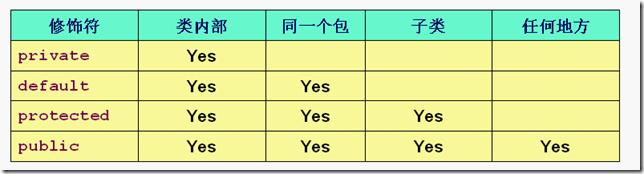 修饰符 类内部 同一个包 子类 任何地方
private Yes
default Yes Yes
protected Yes Yes Yes
public Yes Yes Yes Yes